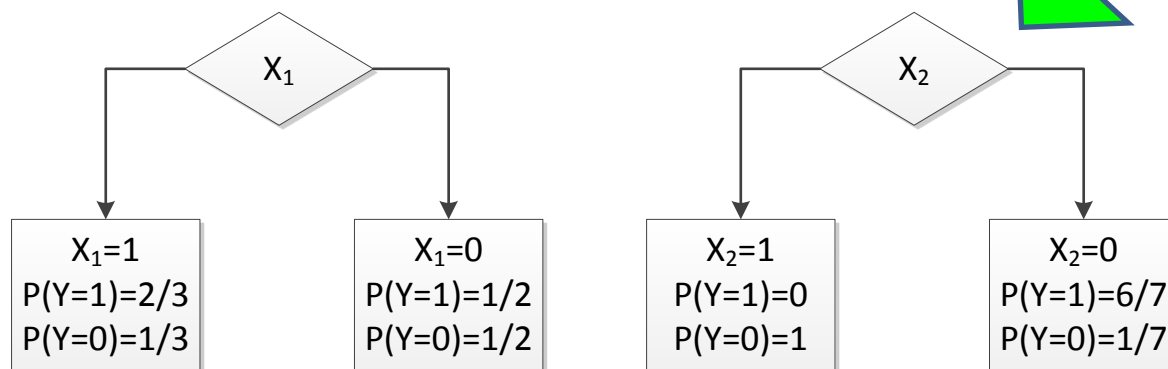 X₁
X₁=1
P(Y=1)=2/3
P(Y=0)=1/3
X₁=0
P(Y=1)=1/2
P(Y=0)=1/2
X₂
X₂=1
P(Y=1)=0
P(Y=0)=1
X₂=0
P(Y=1)=6/7
P(Y=0)=1/7